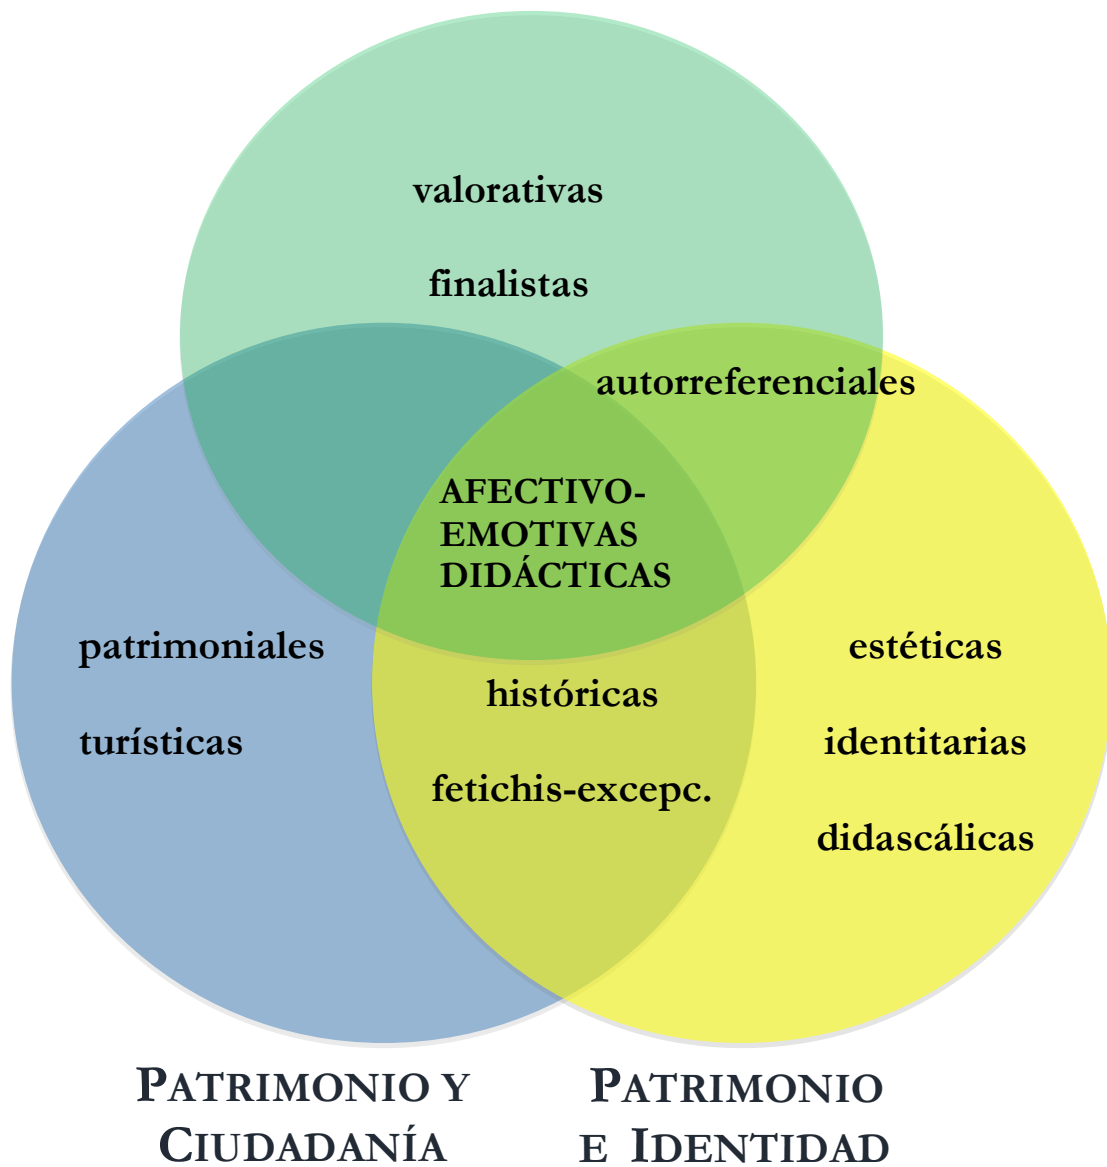 valorativas
finalistas
autorreferenciales
AFECTIVO-
EMOTIVAS
DIDÁCTICAS
patrimoniales
turísticas
históricas
fetichis-excepc.
estéticas
identitarias
didascálicas
PATRIMONIO Y
CIUDADANÍA
PATRIMONIO
E IDENTIDAD